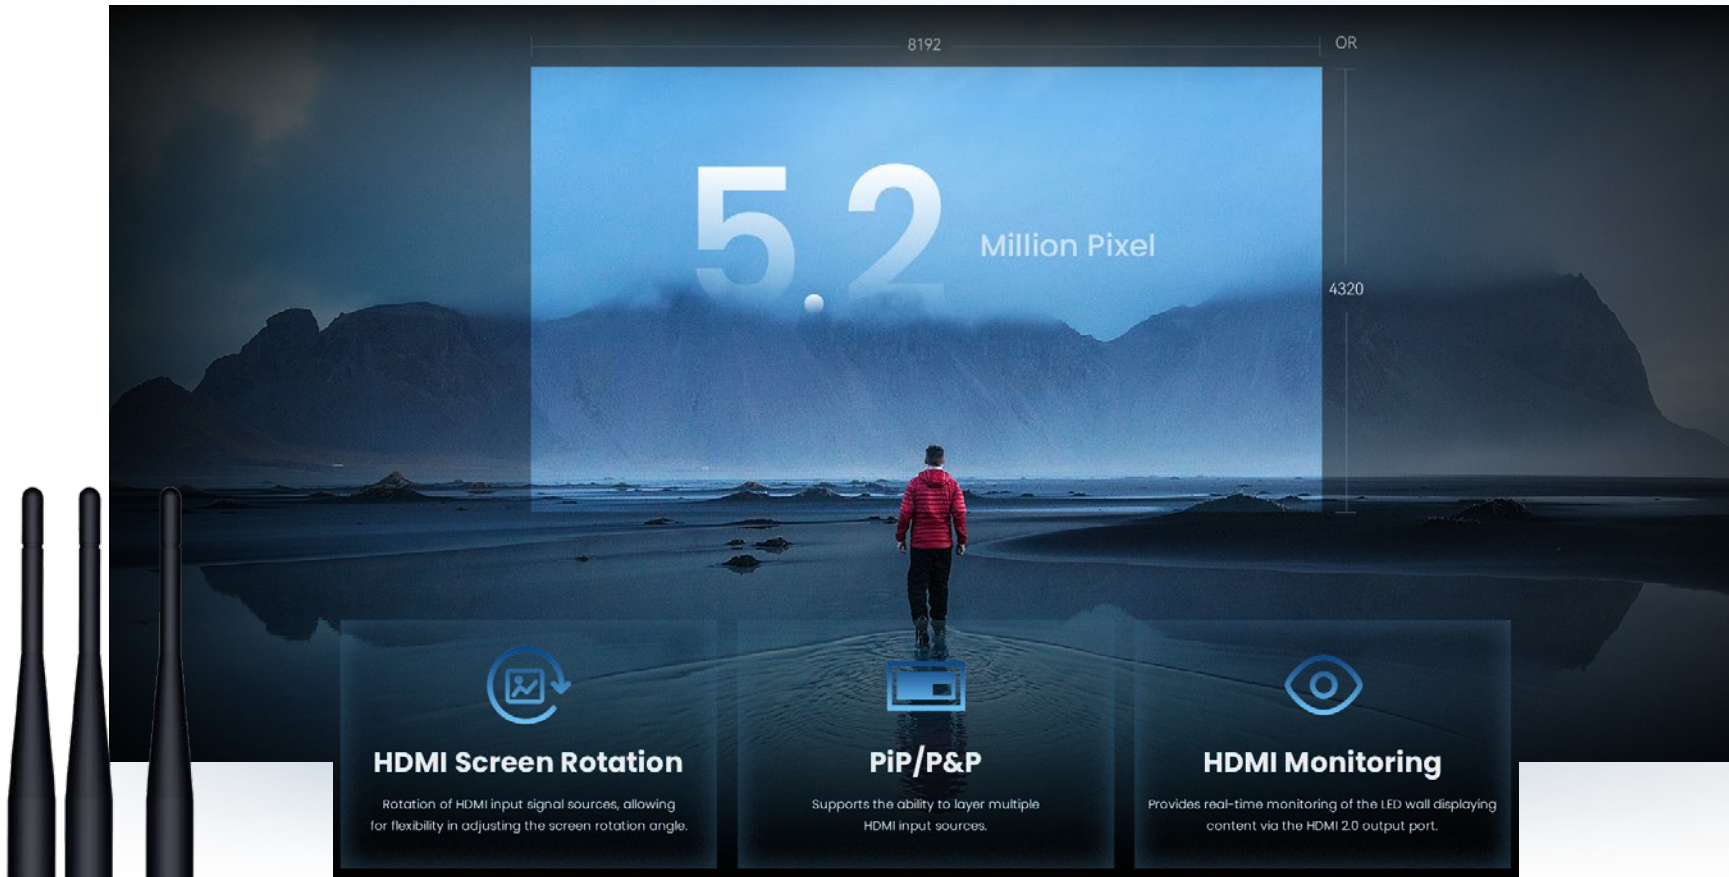 8192
OR
5.2
Million Pixel
4320
HDMI Screen Rotation
Rotation of HDMI input signal sources, allowing
for flexibility in adjusting the screen rotation angle.
PiP/P&P
Supports the ability to layer multiple
HDMI input sources.
HDMI Monitoring
Provides real-time monitoring of the LED wall displaying
content via the HDMI 2.0 output port.